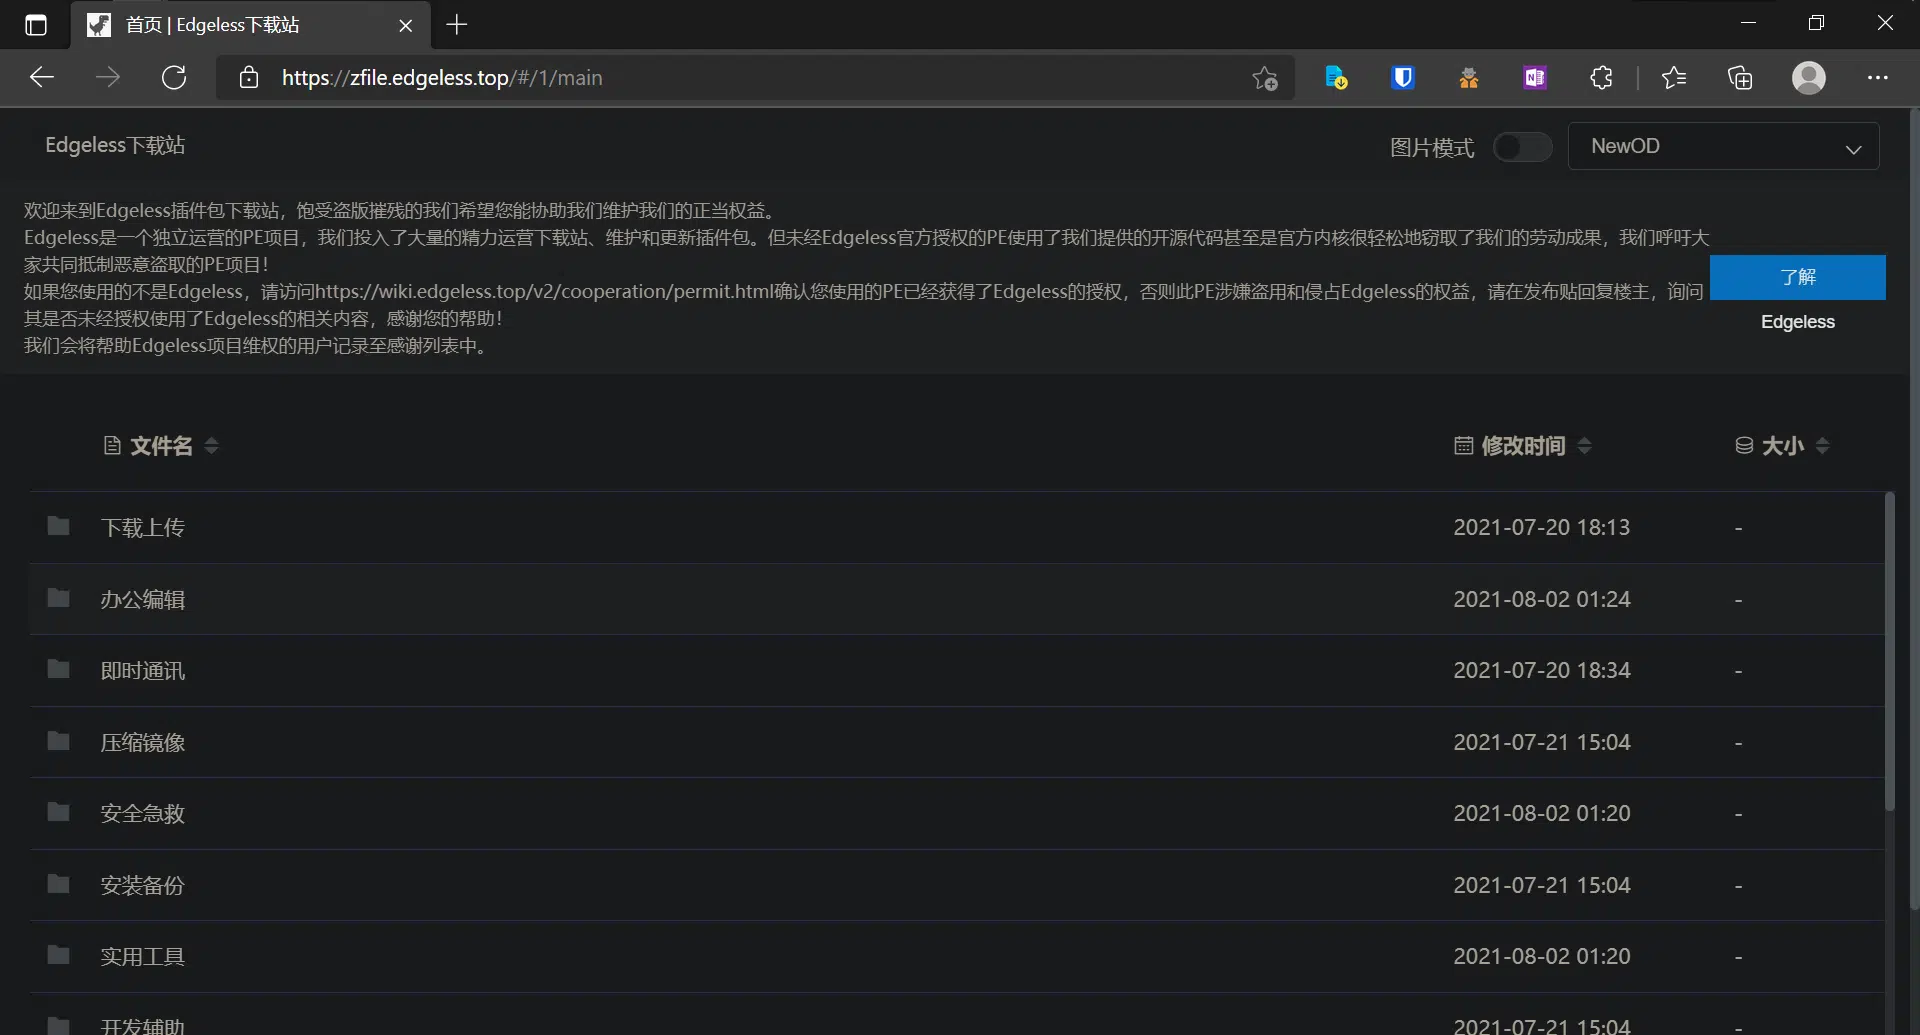 首页 | Edgeless下载站
https://zfile.edgeless.top/#/1/main
Edgeless下载站
图片模式
NewOD
欢迎来到Edgeless插件包下载站，饱受盗版摧残的我们希望您能协助我们维护我们的正当权益。
Edgeless是一个独立运营的PE项目，我们投入了大量的精力运营下载站、维护和更新插件包。但未经Edgeless官方授权的PE使用了我们提供的开源代码甚至是官方内核很轻松地窃取了我们的劳动成果，我们呼吁大
家共同抵制恶意盗取的PE项目！
如果您使用的不是Edgeless，请访问https://wiki.edgeless.top/v2/cooperation/permit.html确认您使用的PE已经获得了Edgeless的授权，否则此PE涉嫌盗用和侵占Edgeless的权益，请在发布贴回复楼主，询问
其是否未经授权使用了Edgeless的相关内容，感谢您的帮助！
我们会将帮助Edgeless项目维权的用户记录至感谢列表中。
了解
Edgeless
文件名 修改时间 大小
下载上传 2021-07-20 18:13 -
办公编辑 2021-08-02 01:24 -
即时通讯 2021-07-20 18:34 -
压缩镜像 2021-07-21 15:04 -
安全急救 2021-08-02 01:20 -
安装备份 2021-07-21 15:04 -
实用工具 2021-08-02 01:20 -
开发辅助 2021-07-21 15:04 -